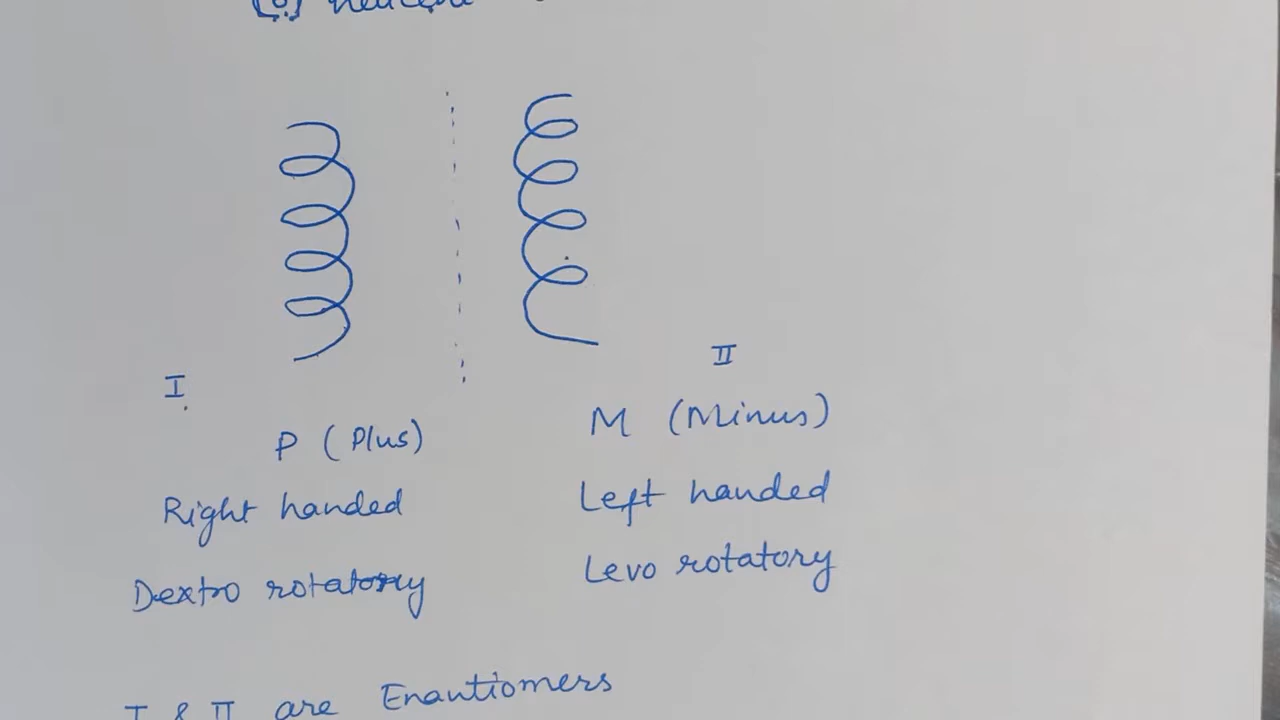 I
II
P (Plus)
M (Minus)
Right handed
Left handed
Dextro rotatory
Levo rotatory
I & II are Enantiomers